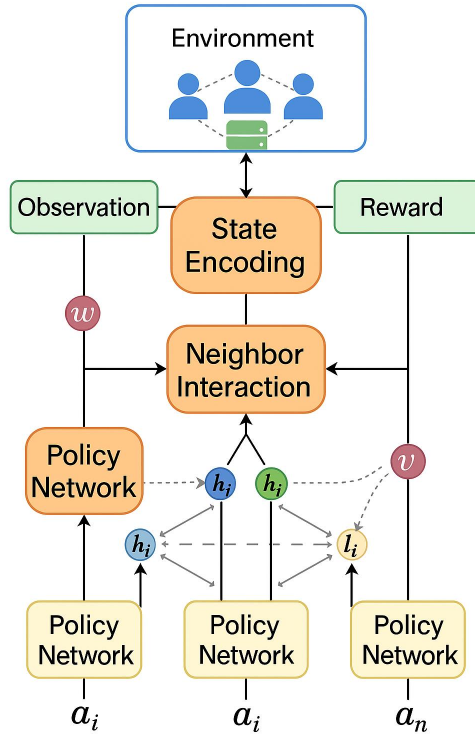 Environment
Observation
State
Encoding
Reward
w
Neighbor
Interaction
Policy
Network
h_i
h_i
v
h_i
l_i
Policy
Network
Policy
Network
Policy
Network
a_i
a_i
a_n